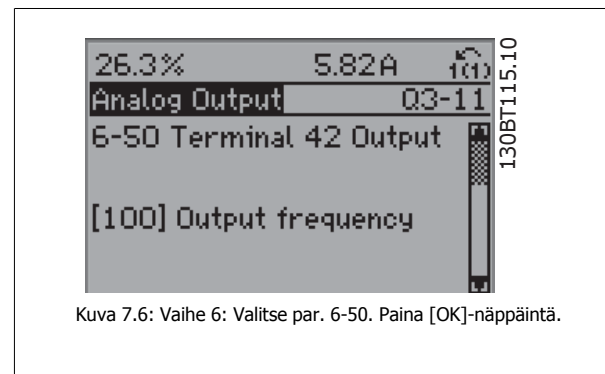 26.3% 5.82A 1(1)
Analog Output Q3-11
6-50 Terminal 42 Output
[100] Output frequency
130BT115.10
Kuva 7.6: Vaihe 6: Valitse par. 6-50. Paina [OK]-näppäintä.